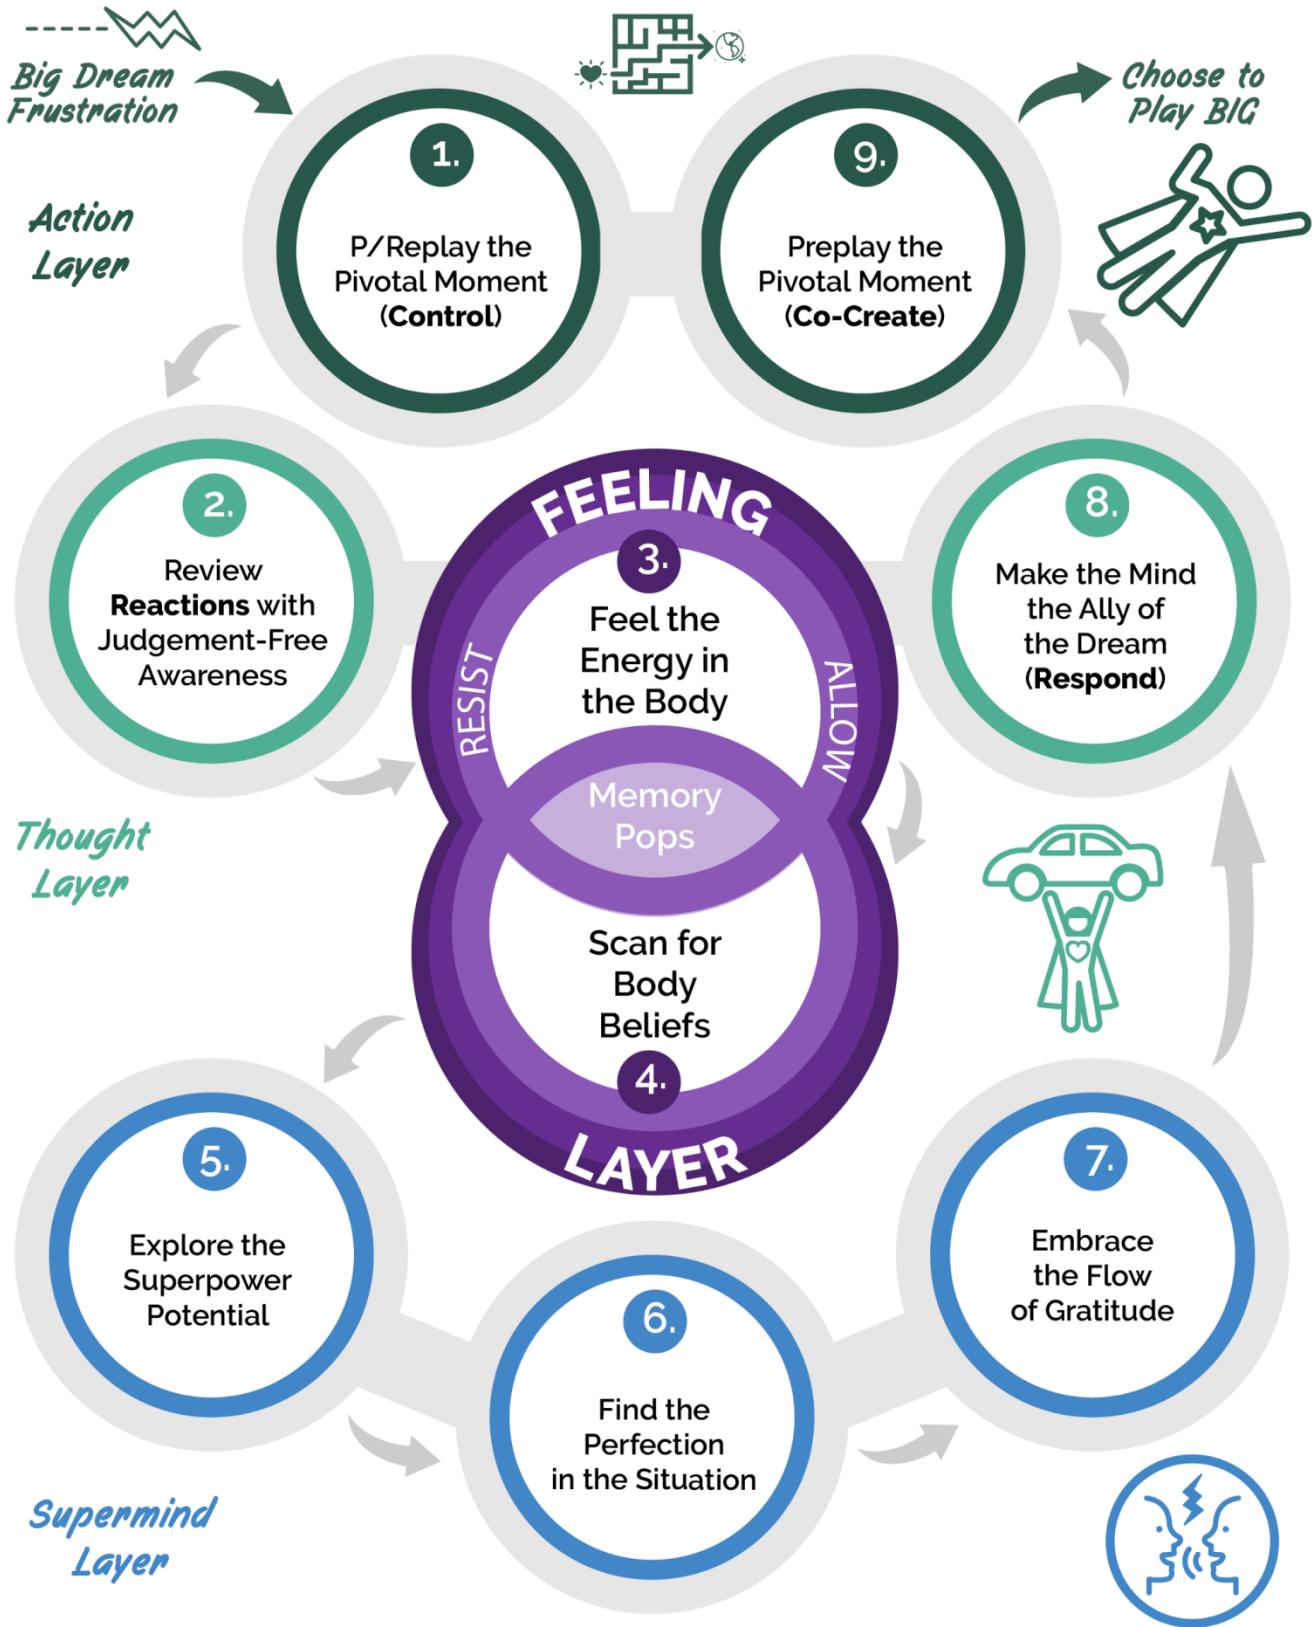 Big Dream
Frustration
Choose to
Play BIG
Action
Layer
1.
P/Replay the
Pivotal Moment
(Control)
9.
Preplay the
Pivotal Moment
(Co-Create)
2.
Review
Reactions with
Judgement-Free
Awareness
FEELING
3.
Feel the
Energy in
the Body
RESIST
ALLOW
Memory
Pops
Scan for
Body
Beliefs
4.
LAYER
8.
Make the Mind
the Ally of
the Dream
(Respond)
Thought
Layer
5.
Explore the
Superpower
Potential
6.
Find the
Perfection
in the Situation
7.
Embrace
the Flow
of Gratitude
Supermind
Layer